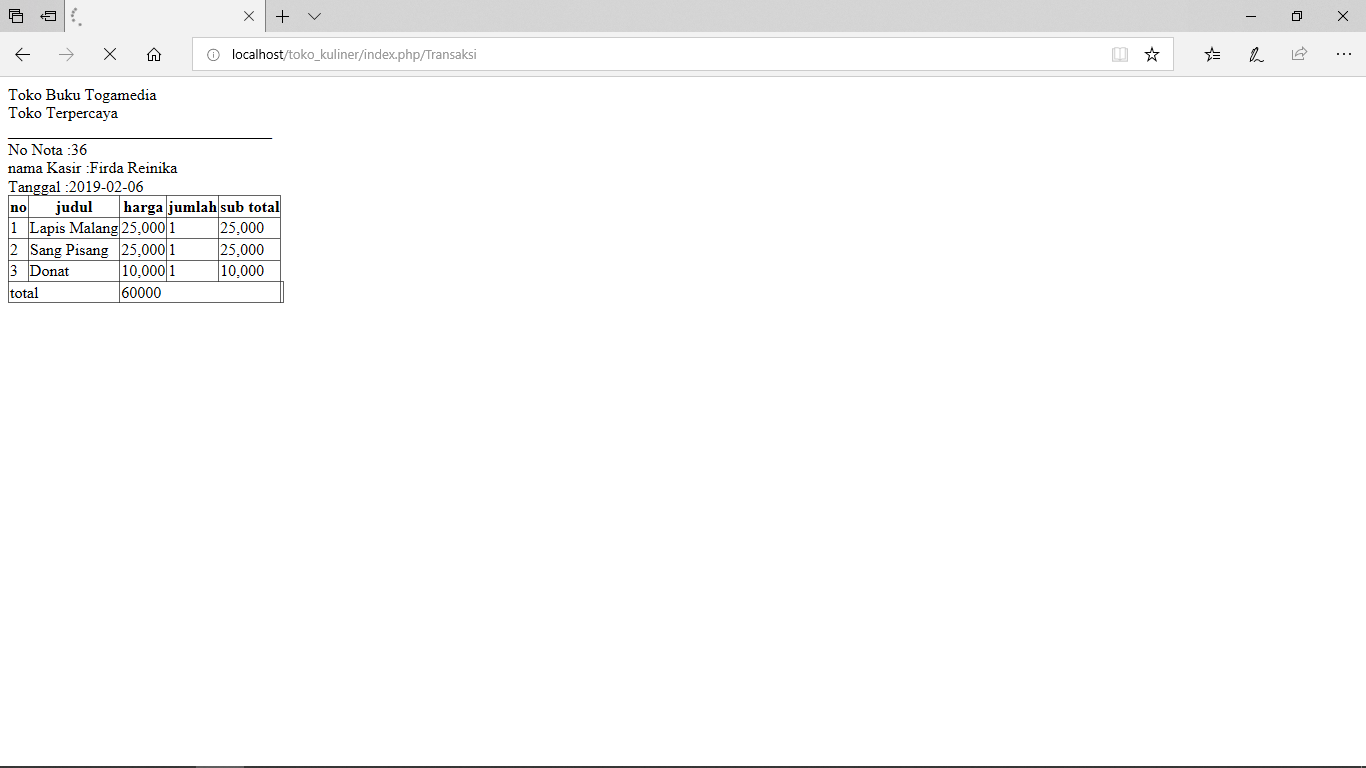 localhost/toko_kuliner/index.php/Transaksi
Toko Buku Togamedia
Toko Terpercaya
No Nota :36
nama Kasir :Firda Reinika
Tanggal :2019-02-06
no judul harga jumlah sub total
1 Lapis Malang 25,000 1 25,000
2 Sang Pisang 25,000 1 25,000
3 Donat 10,000 1 10,000
total 60000